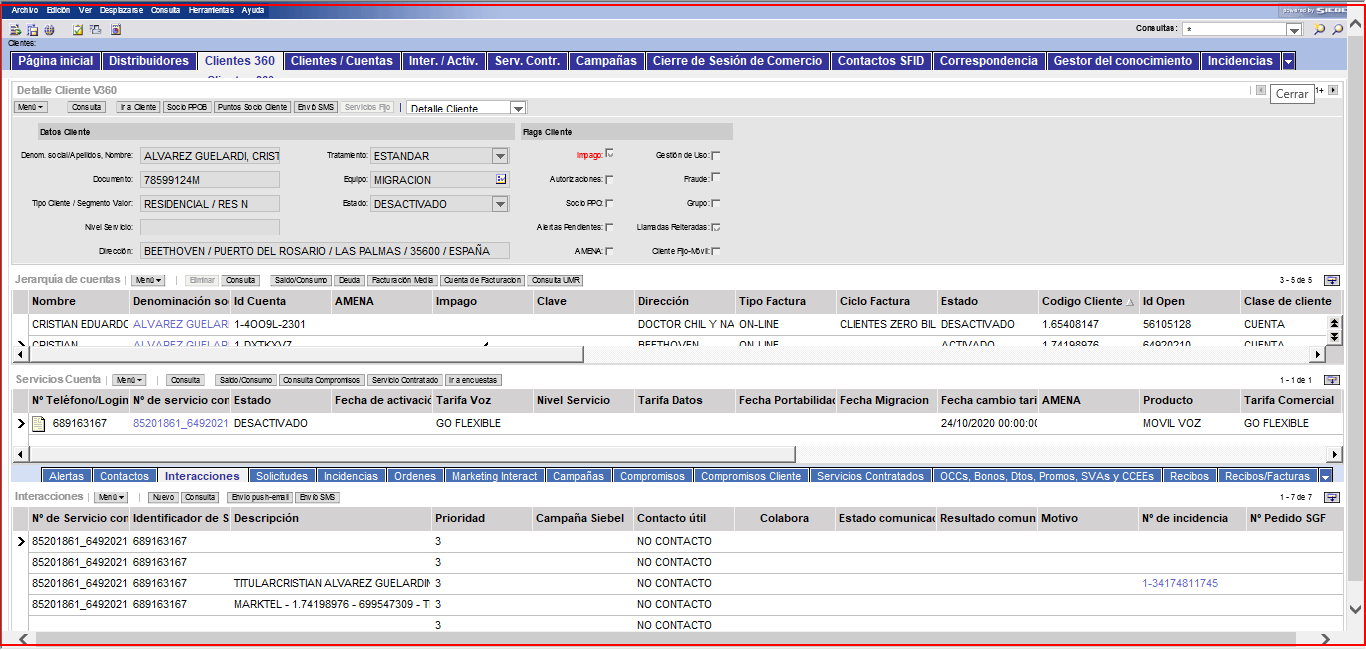 Archivo Edición Ver Desplazarse Consulta Herramientas Ayuda powered by
Consultas: *
Clientes:
Página inicial Distribuidores Clientes 360 Clientes / Cuentas Inter. / Activ. Serv. Contr. Campañas Cierre de Sesión de Comercio Contactos SFID Correspondencia Gestor del conocimiento Incidencias
Detalle Cliente V360 Cerrar 1+
Menú Consulta Ir a Cliente Socio PPOB Puntos Socio Cliente Envío SMS Servicios Fijo Detalle Cliente
Datos Cliente Flags Cliente
Denom. social/Apellidos, Nombre: ALVAREZ GUELARDI, CRIST Tratamiento: ESTANDAR Impago: Gestión de Uso:
Documento: 78599124M Equipo: MIGRACION Autorizaciones: Fraude:
Tipo Cliente / Segmento Valor: RESIDENCIAL / RES N Estado: DESACTIVADO Socio PPO: Grupo:
Nivel Servicio: Alertas Pendientes: Llamadas Reiteradas:
Dirección: BEETHOVEN / PUERTO DEL ROSARIO / LAS PALMAS / 35600 / ESPAÑA AMENA: Cliente Fijo-Móvil:
Jerarquía de cuentas Menú Eliminar Consulta Saldo/Consumo Deuda Facturación Media Cuenta de Facturacion Consulta UMR 3 - 5 de 5
Nombre Denominación so Id Cuenta AMENA Impago Clave Dirección Tipo Factura Ciclo Factura Estado Codigo Cliente Id Open Clase de cliente
CRISTIAN EDUARDO ALVAREZ GUELAR 1-4OO9L-2301 DOCTOR CHIL Y NA ON-LINE CLIENTES ZERO BIL DESACTIVADO 1.65408147 56105128 CUENTA
CRISTIAN ALVAREZ GUELAR 1-DXTKXV7 BEETHOVEN ON-LINE ACTIVADO 1.74198976 64920210 CUENTA
Servicios Cuenta Menú Consulta Saldo/Consumo Consulta Compromisos Servicio Contratado Ir a encuestas 1 - 1 de 1
Nº Teléfono/Login Nº de servicio con Estado Fecha de activació Tarifa Voz Nivel Servicio Tarifa Datos Fecha Portabilidad Fecha Migracion Fecha cambio tari AMENA Producto Tarifa Comercial
689163167 85201861_6492021 DESACTIVADO GO FLEXIBLE 24/10/2020 00:00:00 MOVIL VOZ GO FLEXIBLE
Alertas Contactos Interacciones Solicitudes Incidencias Ordenes Marketing Interact Campañas Compromisos Compromisos Cliente Servicios Contratados OCCs, Bonos, Dtos, Promos, SVAs y CCEEs Recibos Recibos/Facturas
Interacciones Menú Nuevo Consulta Envío push-email Envío SMS 1 - 7 de 7
Nº de Servicio con Identificador de S Descripción Prioridad Campaña Siebel Contacto útil Colabora Estado comunicac Resultado comun Motivo Nº de incidencia Nº Pedido SGF
85201861_6492021 689163167 3 NO CONTACTO
85201861_6492021 689163167 3 NO CONTACTO
85201861_6492021 689163167 TITULARCRISTIAN ALVAREZ GUELARDIN 3 NO CONTACTO 1-34174811745
85201861_6492021 689163167 MARKTEL - 1.74198976 - 699547309 - TI 3 NO CONTACTO
3 NO CONTACTO